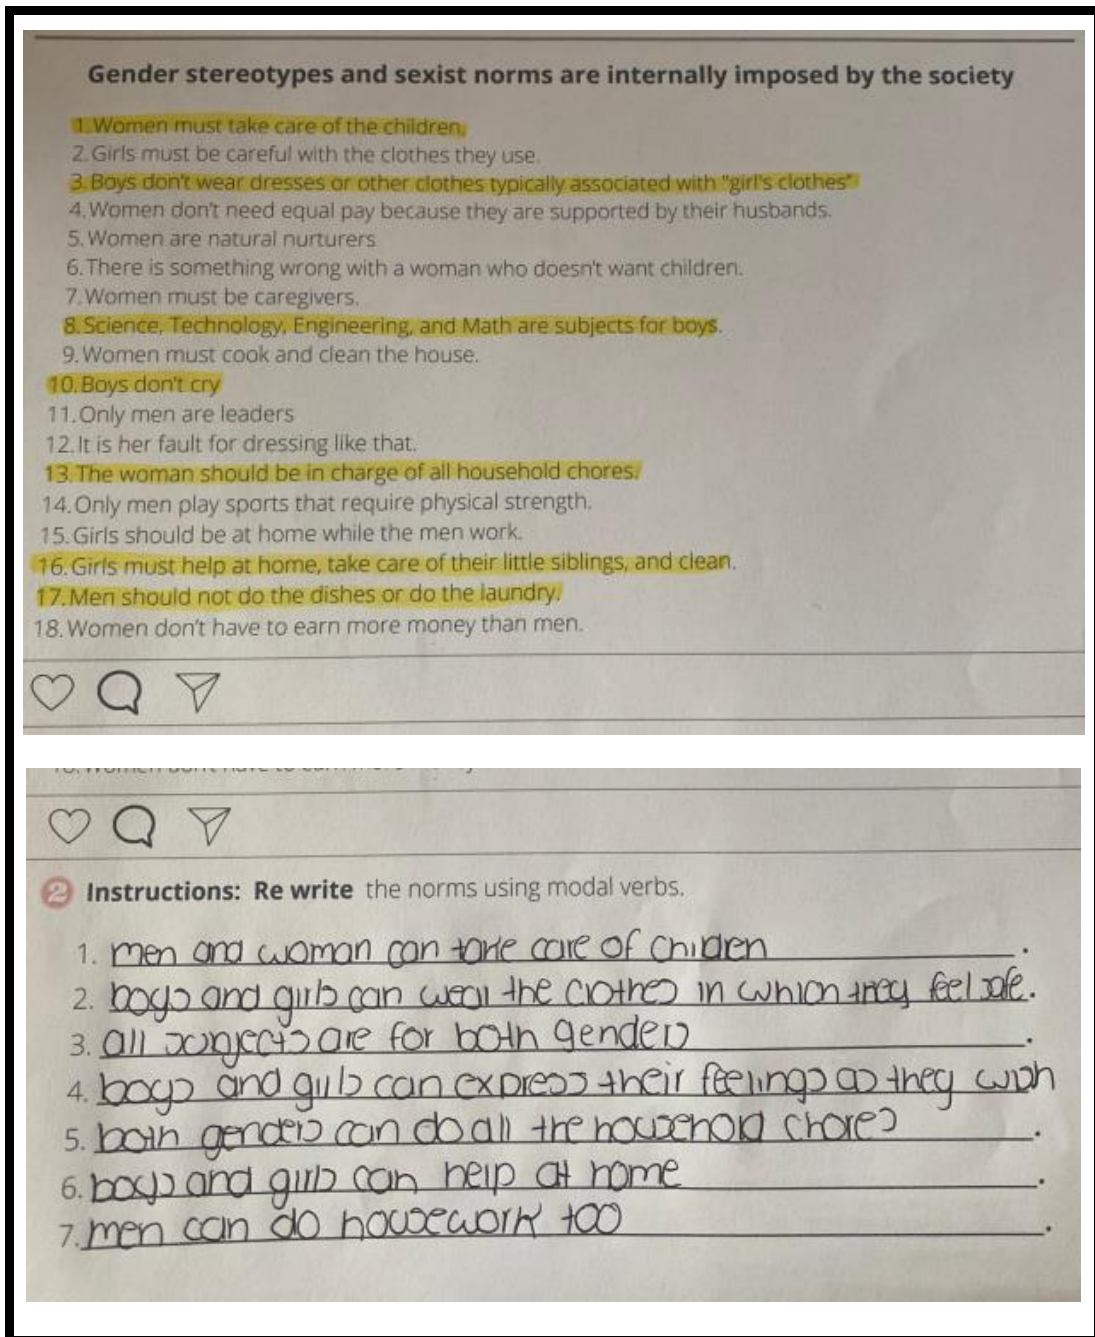 Gender stereotypes and sexist norms are internally imposed by the society
1. Women must take care of the children.
2. Girls must be careful with the clothes they use.
3. Boys don't wear dresses or other clothes typically associated with "girl's clothes"
4. Women don't need equal pay because they are supported by their husbands.
5. Women are natural nurturers
6. There is something wrong with a woman who doesn't want children.
7. Women must be caregivers.
8. Science, Technology, Engineering, and Math are subjects for boys.
9. Women must cook and clean the house.
10. Boys don't cry
11. Only men are leaders
12. It is her fault for dressing like that.
13. The woman should be in charge of all household chores.
14. Only men play sports that require physical strength.
15. Girls should be at home while the men work.
16. Girls must help at home, take care of their little siblings, and clean.
17. Men should not do the dishes or do the laundry.
18. Women don't have to earn more money than men.
2 Instructions: Re write the norms using modal verbs.
1. men and woman can take care of children .
2. boys and girls can wear the clothes in which they feel safe.
3. all subjects are for both genders .
4. boys and girls can express their feelings as they wish
5. both genders can do all the household chores .
6. boys and girls can help at home .
7. men can do housework too .